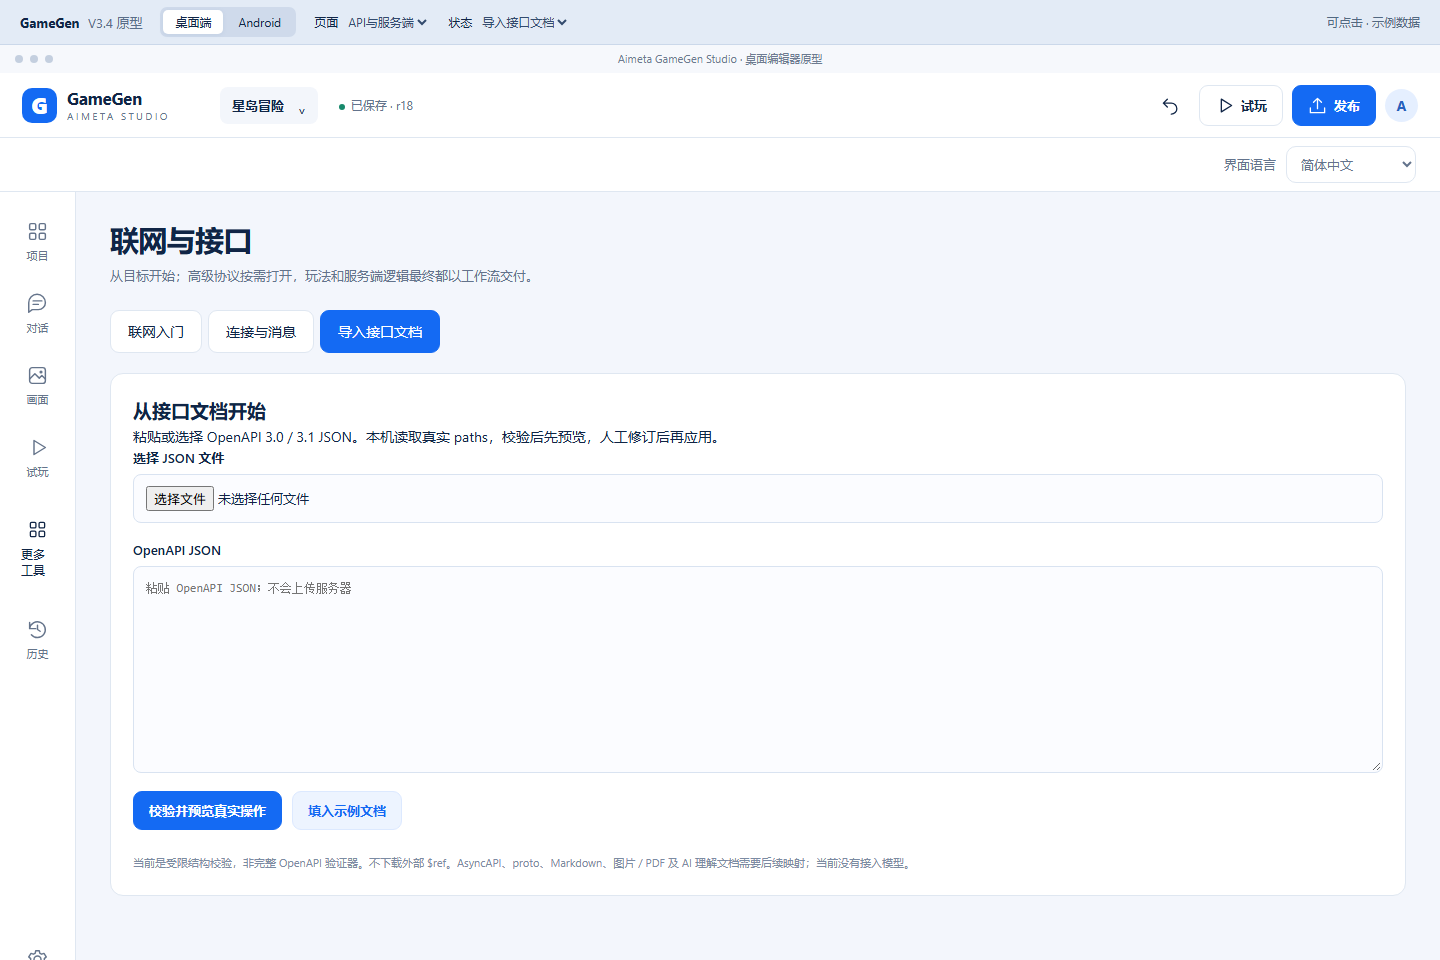 GameGen V3.4 原型 桌面端 Android 页面 API与服务端 状态 导入接口文档 可点击 · 示例数据
Aimeta GameGen Studio · 桌面编辑器原型
G GameGen
AIMETA STUDIO
星岛冒险 已保存 · r18 试玩 发布 A
界面语言 简体中文
项目
对话
画面
试玩
更多
工具
历史
联网与接口
从目标开始；高级协议按需打开，玩法和服务端逻辑最终都以工作流交付。
联网入门 连接与消息 导入接口文档
从接口文档开始
粘贴或选择 OpenAPI 3.0 / 3.1 JSON。本机读取真实 paths，校验后先预览，人工修订后再应用。
选择 JSON 文件
选择文件 未选择任何文件
OpenAPI JSON
粘贴 OpenAPI JSON；不会上传服务器
校验并预览真实操作 填入示例文档
当前是受限结构校验，非完整 OpenAPI 验证器。不下载外部 $ref。AsyncAPI、proto、Markdown、图片 / PDF 及 AI 理解文档需要后续映射；当前没有接入模型。